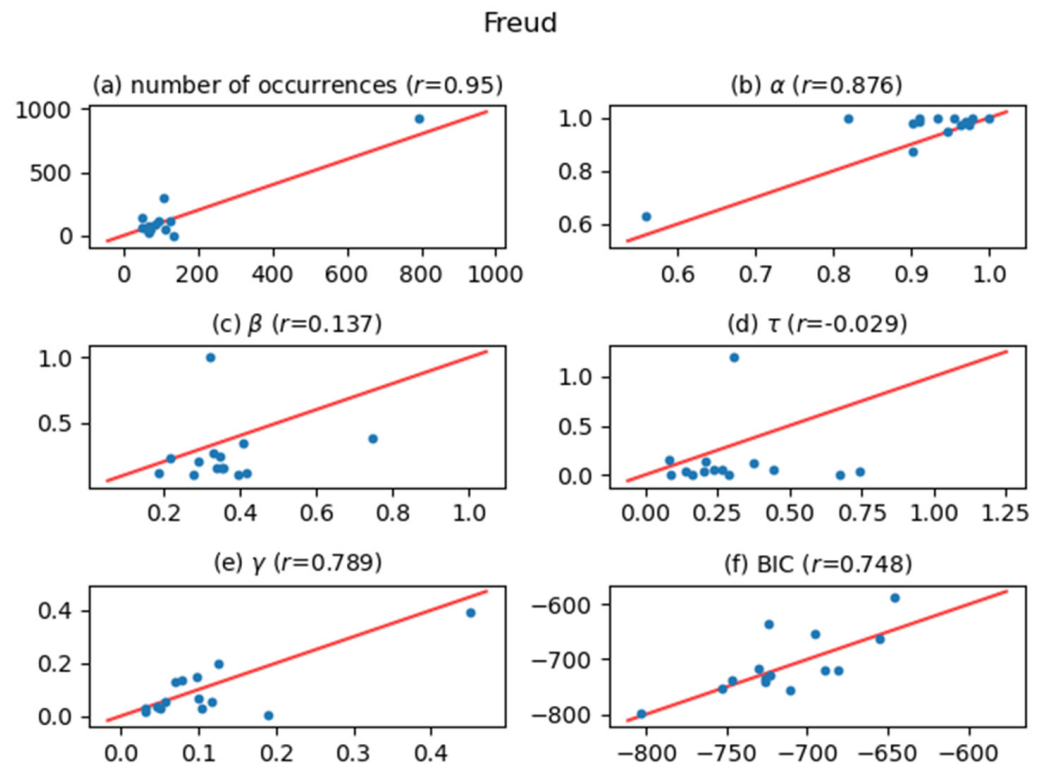 Freud
(a) number of occurrences (r=0.95)
1000
500
0
0 200 400 600 800 1000
(b) α (r=0.876)
1.0
0.8
0.6
0.6 0.7 0.8 0.9 1.0
(c) β (r=0.137)
1.0
0.5
0.2 0.4 0.6 0.8 1.0
(d) τ (r=-0.029)
1.0
0.5
0.0
0.00 0.25 0.50 0.75 1.00 1.25
(e) γ (r=0.789)
0.4
0.2
0.0
0.0 0.1 0.2 0.3 0.4
(f) BIC (r=0.748)
−600
−700
−800
−800 −750 −700 −650 −600